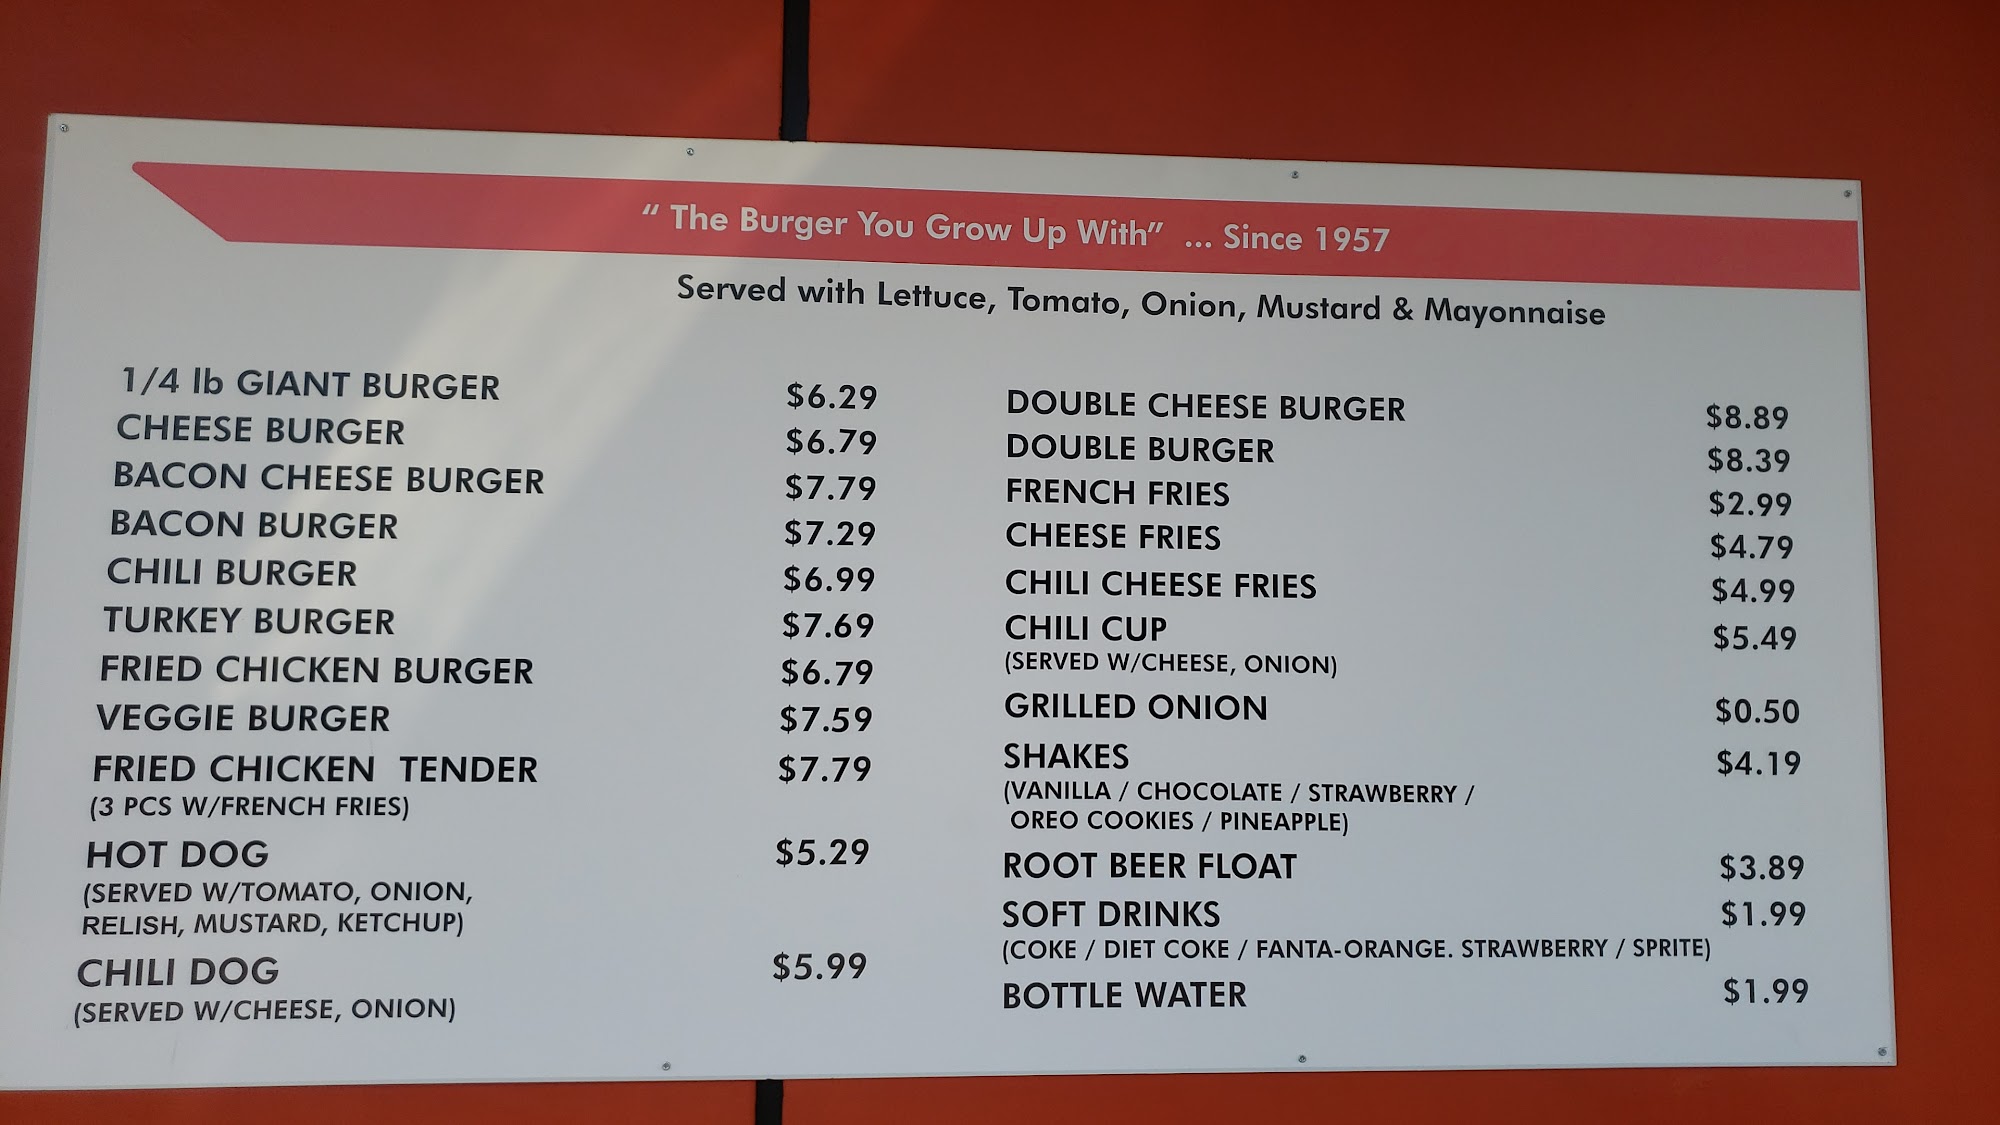 “ The Burger You Grow Up With” ... Since 1957
Served with Lettuce, Tomato, Onion, Mustard & Mayonnaise
1/4 lb GIANT BURGER $6.29
CHEESE BURGER $6.79
BACON CHEESE BURGER $7.79
BACON BURGER $7.29
CHILI BURGER $6.99
TURKEY BURGER $7.69
FRIED CHICKEN BURGER $6.79
VEGGIE BURGER $7.59
FRIED CHICKEN TENDER $7.79
(3 PCS W/FRENCH FRIES)
HOT DOG $5.29
(SERVED W/TOMATO, ONION,
RELISH, MUSTARD, KETCHUP)
CHILI DOG $5.99
(SERVED W/CHEESE, ONION)
DOUBLE CHEESE BURGER $8.89
DOUBLE BURGER $8.39
FRENCH FRIES $2.99
CHEESE FRIES $4.79
CHILI CHEESE FRIES $4.99
CHILI CUP $5.49
(SERVED W/CHEESE, ONION)
GRILLED ONION $0.50
SHAKES $4.19
(VANILLA / CHOCOLATE / STRAWBERRY /
OREO COOKIES / PINEAPPLE)
ROOT BEER FLOAT $3.89
SOFT DRINKS $1.99
(COKE / DIET COKE / FANTA-ORANGE. STRAWBERRY / SPRITE)
BOTTLE WATER $1.99